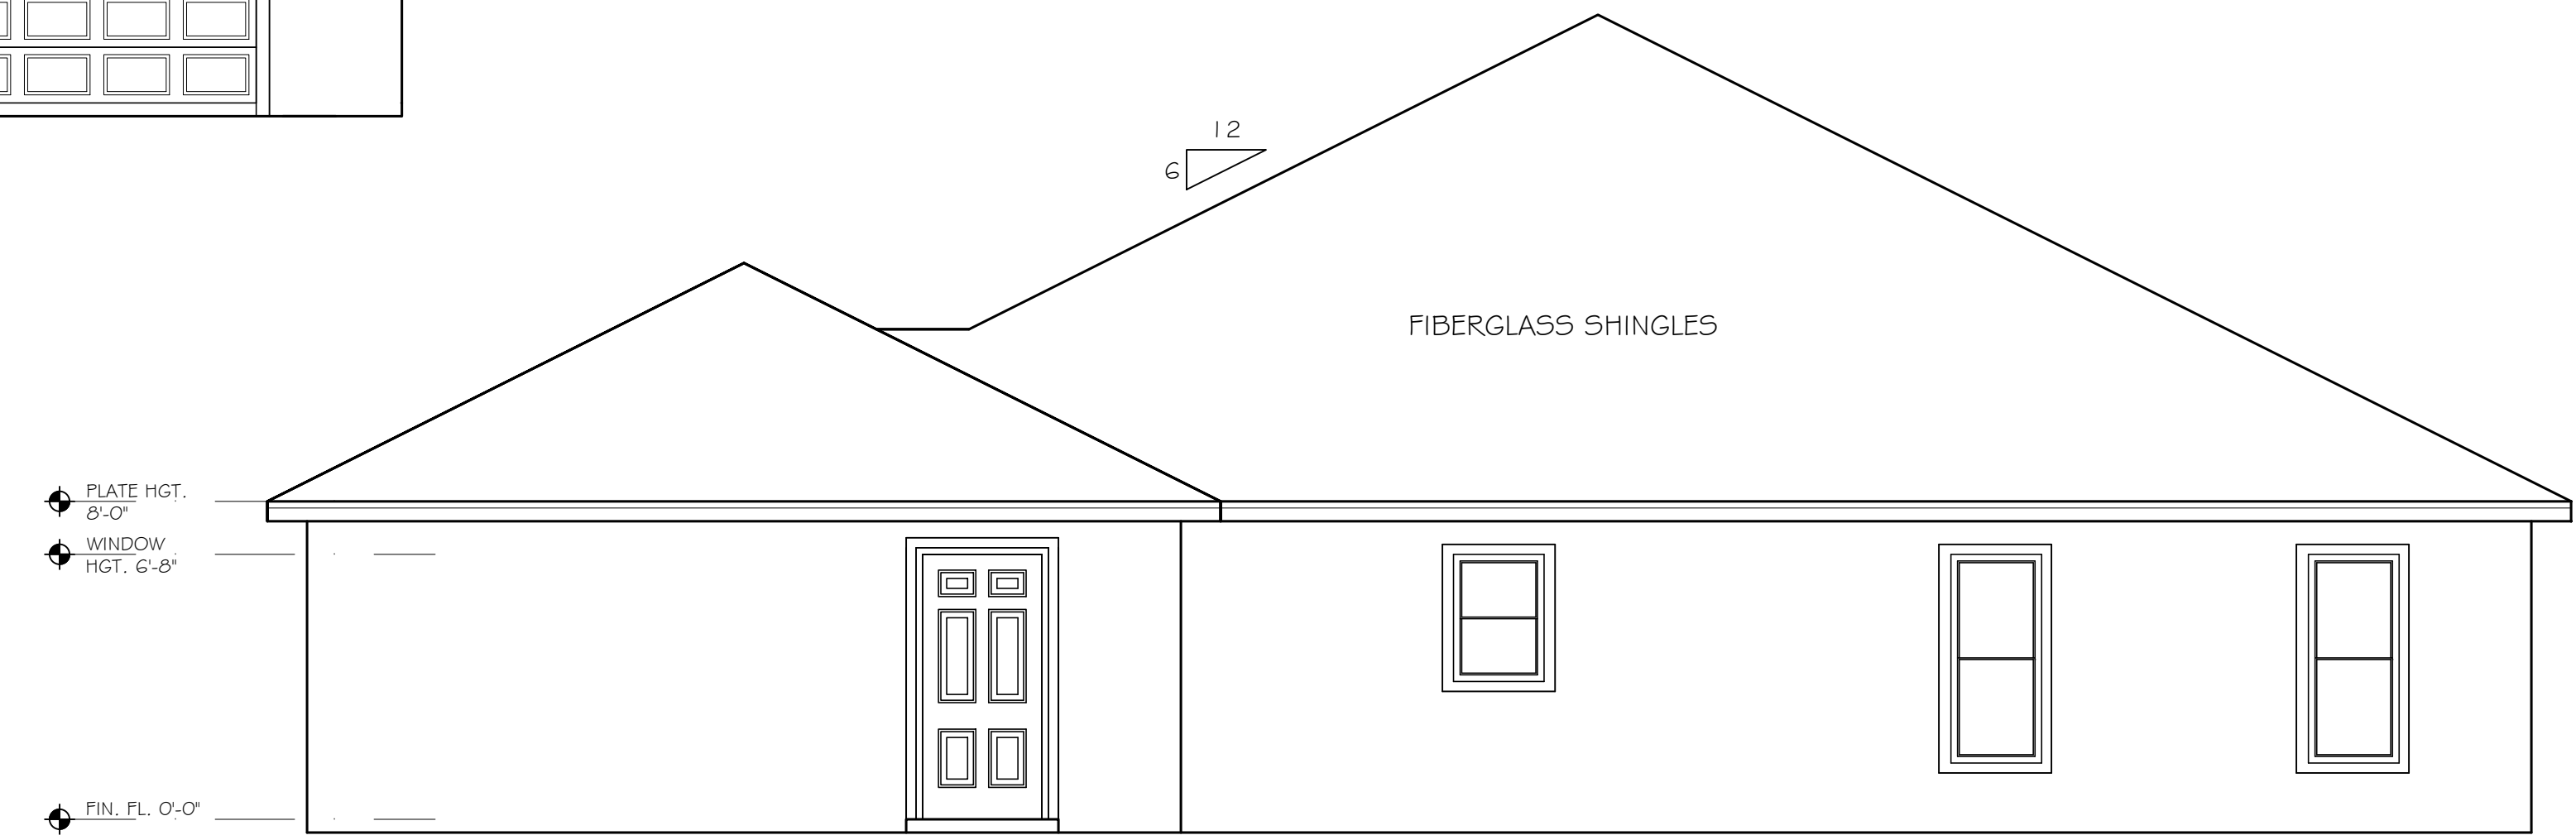 12
6
FIBERGLASS SHINGLES
PLATE HGT.
8'-0"
WINDOW
HGT. 6'-8"
FIN. FL. 0'-0"